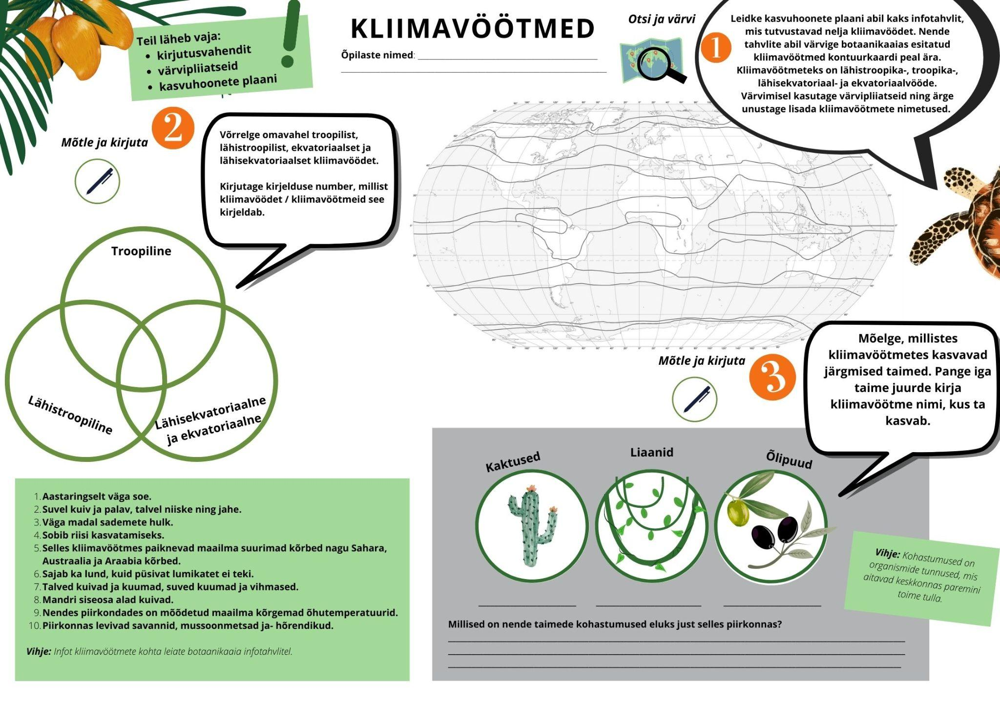 Teil läheb vaja:
• kirjutusvahendit
• värvipliiatseid
• kasvuhoonete plaani
KLIIMAVÖÖTMED
Õpilaste nimed:
Otsi ja värvi
1
Leidke kasvuhoonete plaani abil kaks infotahvlit,
mis tutvustavad nelja kliimavöödet. Nende
tahvlite abil värvige botaanikaaias esitatud
kliimavöötmed kontuurkaardi peal ära.
Kliimavöötmeteks on lähistroopika-, troopika-,
lähisekvatoriaal- ja ekvatoriaalvööde.
Värvimisel kasutage värvipliiatseid ning ärge
unustage lisada kliimavöötmete nimetused.
Mõtle ja kirjuta
2
Võrrelge omavahel troopilist,
lähistroopilist, ekvatoriaalset ja
lähisekvatoriaalset kliimavöödet.
Kirjutage kirjelduse number, millist
kliimavöödet / kliimavöötmeid see
kirjeldab.
Troopiline
Lähistroopiline
Lähisekvatoriaalne
ja ekvatoriaalne
1. Aastaringselt väga soe.
2. Suvel kuiv ja palav, talvel niiske ning jahe.
3. Väga madal sademete hulk.
4. Sobib riisi kasvatamiseks.
5. Selles kliimavöötmes paiknevad maailma suurimad kõrbed nagu Sahara,
Austraalia ja Araabia kõrbed.
6. Sajab ka lund, kuid püsivat lumikatet ei teki.
7. Talved kuivad ja kuumad, suved kuumad ja vihmased.
8. Mandri siseosa alad kuivad.
9. Nendes piirkondades on mõõdetud maailma kõrgemad õhutemperatuurid.
10. Piirkonnas levivad savannid, mussoonmetsad ja- hõrendikud.
Vihje: Infot kliimavöötmete kohta leiate botaanikaaia infotahvlitel.
Mõtle ja kirjuta
3
Mõelge, millistes
kliimavöötmetes kasvavad
järgmised taimed. Pange iga
taime juurde kirja
kliimavöötme nimi, kus ta
kasvab.
Kaktused
Liaanid
Õlipuud
Vihje: Kohastumused on
organismide tunnused, mis
aitavad keskkonnas paremini
toime tulla.
Millised on nende taimede kohastumused eluks just selles piirkonnas?